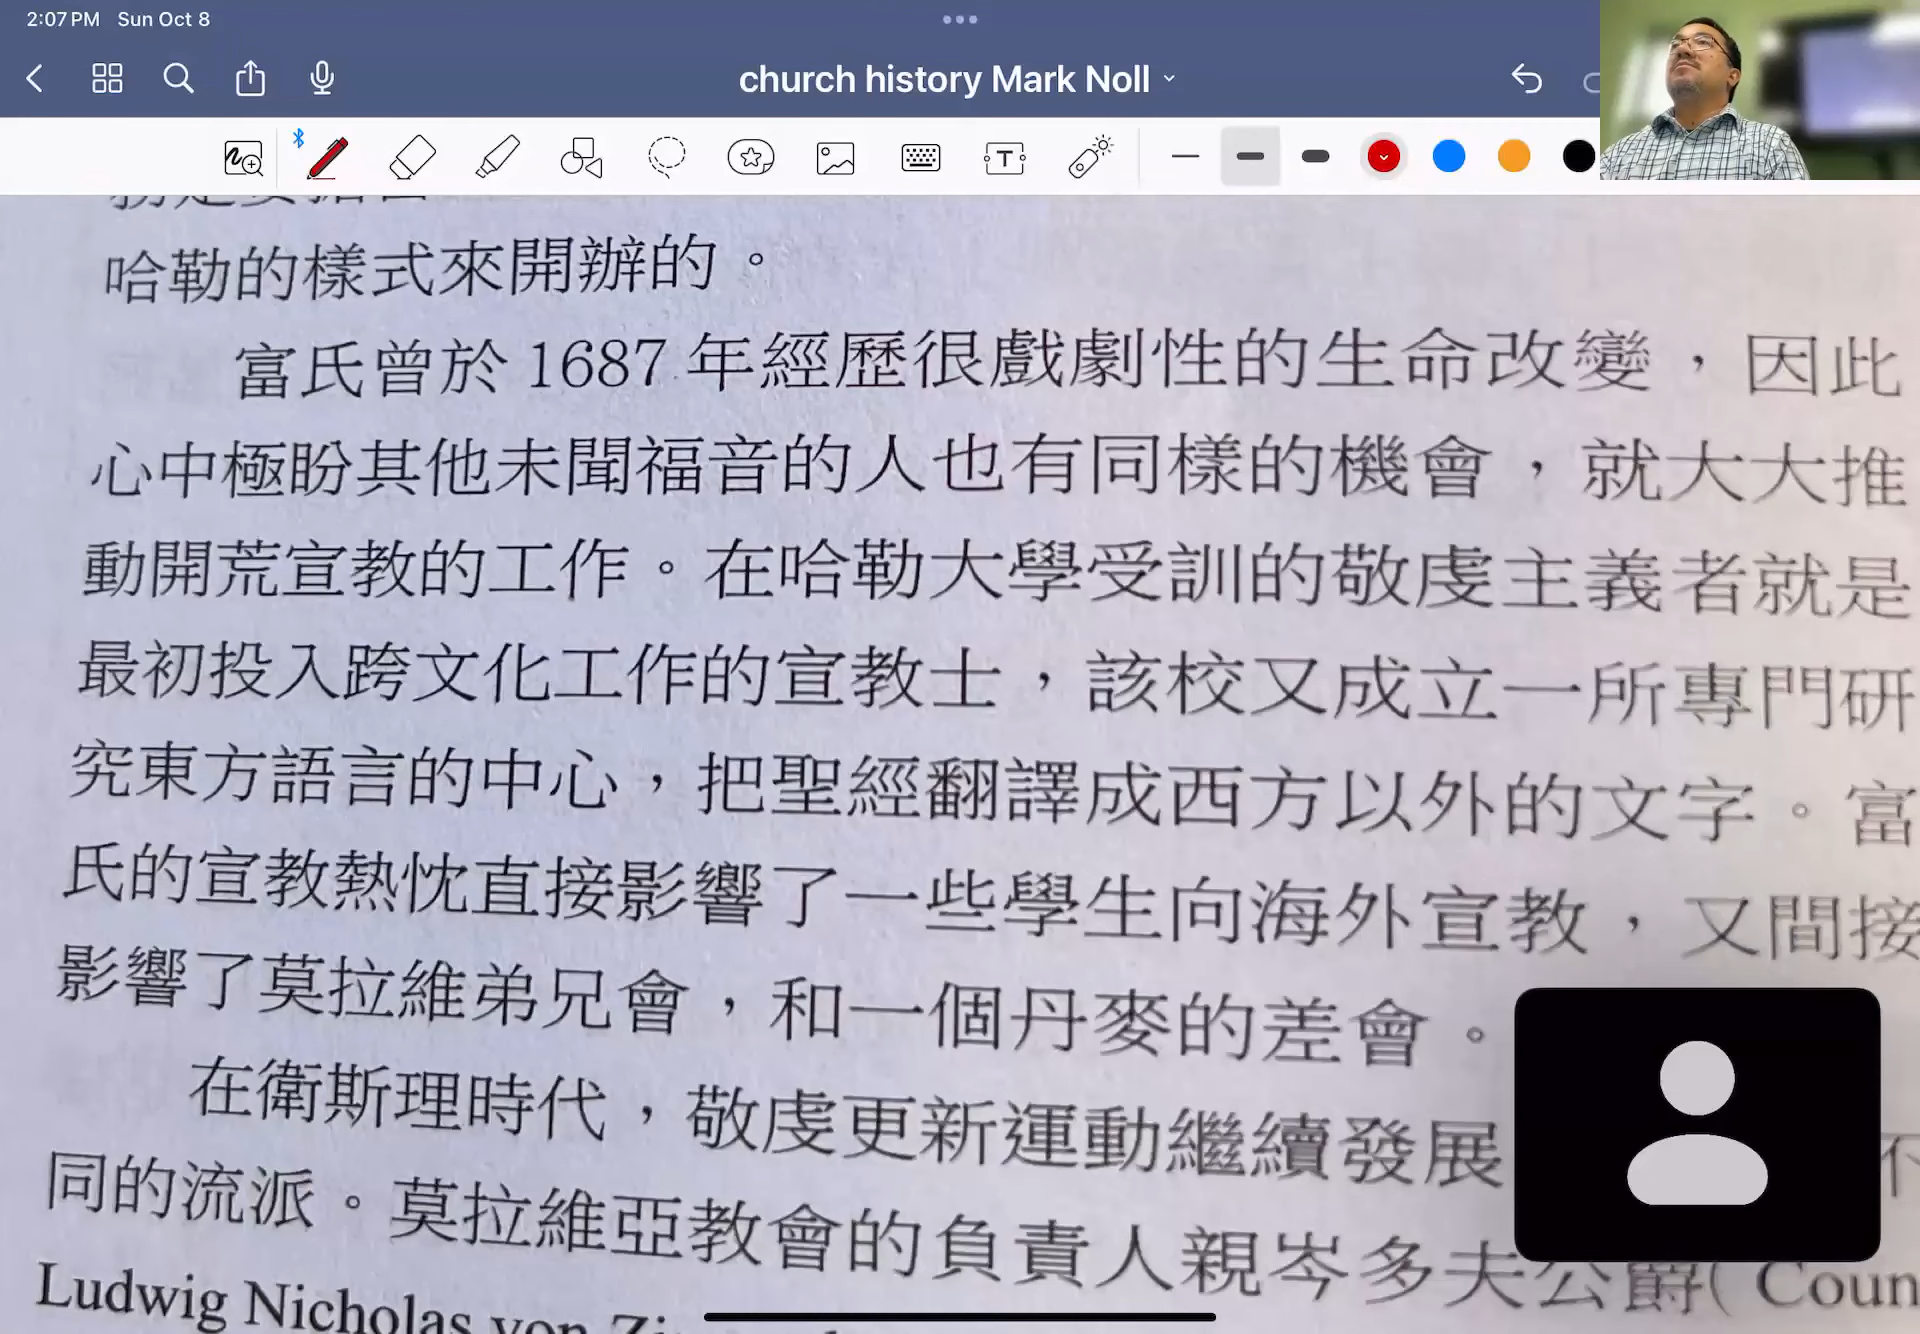 2:07 PM Sun Oct 8
church history Mark Noll
哈勒的樣式來開辦的。
富氏曾於1687年經歷很戲劇性的生命改變，因此
心中極盼其他未聞福音的人也有同樣的機會，就大大推
動開荒宣教的工作。在哈勒大學受訓的敬虔主義者就是
最初投入跨文化工作的宣教士，該校又成立一所專門研
究東方語言的中心，把聖經翻譯成西方以外的文字。富
氏的宣教熱忱直接影響了一些學生向海外宣教，又間接
影響了莫拉維弟兄會，和一個丹麥的差會。
在衛斯理時代，敬虔更新運動繼續發展
同的流派。莫拉維亞教會的負責人親岑多夫公爵( Coun
Ludwig Nicholas von